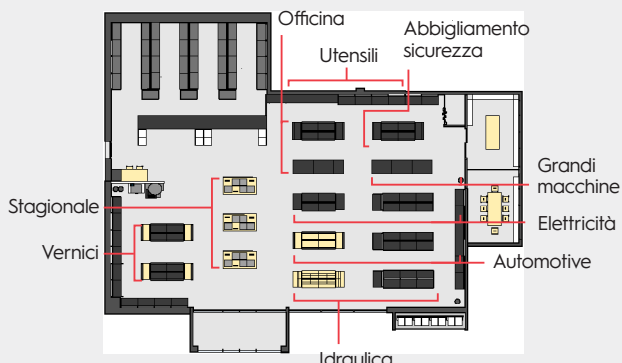 Officina
Abbigliamento
sicurezza
Utensili
Grandi
macchine
Stagionale
Elettricità
Vernici
Automotive
Idraulica